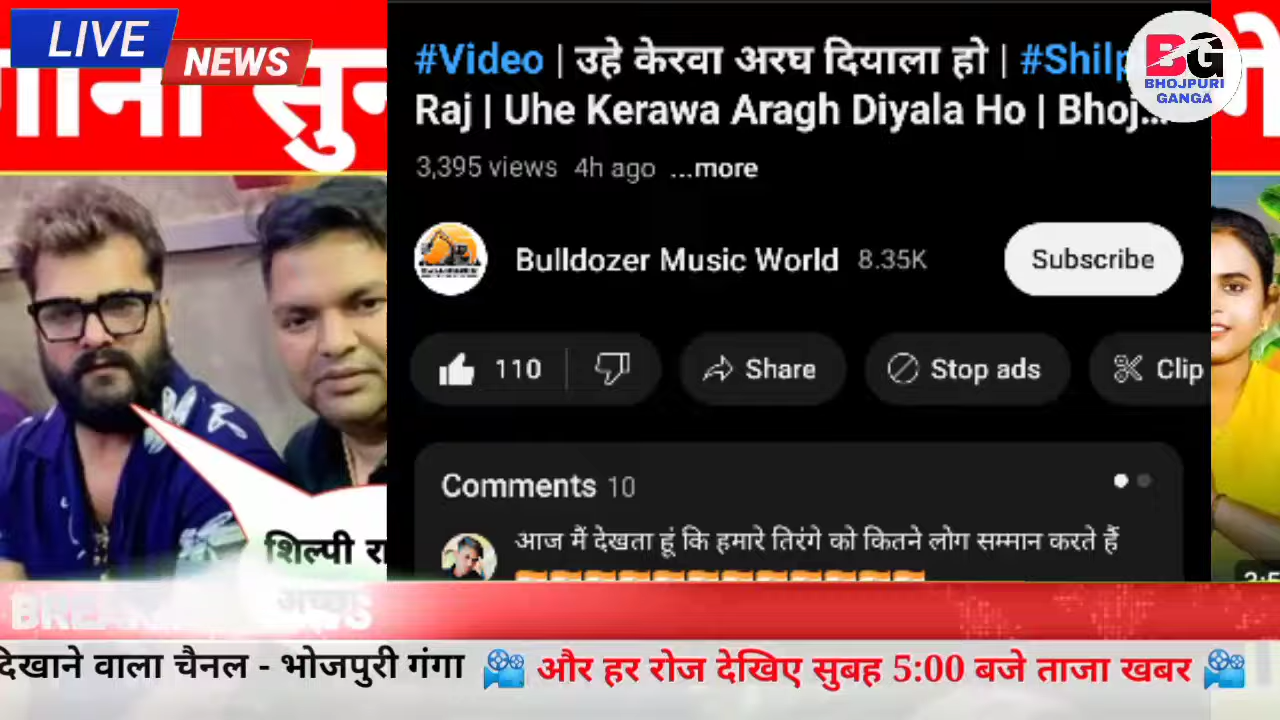 LIVE
NEWS
#Video | उहे केरवा अरघ दियाला हो | #Shilp
Raj | Uhe Kerawa Aragh Diyala Ho | Bhoj...
BG
BHOJPURI
GANGA
3,395 views 4h ago ...more
Bulldozer Music World 8.35K
Subscribe
110
Share
Stop ads
Clip
Comments 10
आज मैं देखता हूं कि हमारे तिरंगे को कितने लोग सम्मान करते हैं
शिल्पी रा
NEWS
दिखाने वाला चैनल - भोजपुरी गंगा 🎥 और हर रोज देखिए सुबह 5:00 बजे ताजा खबर 🎥